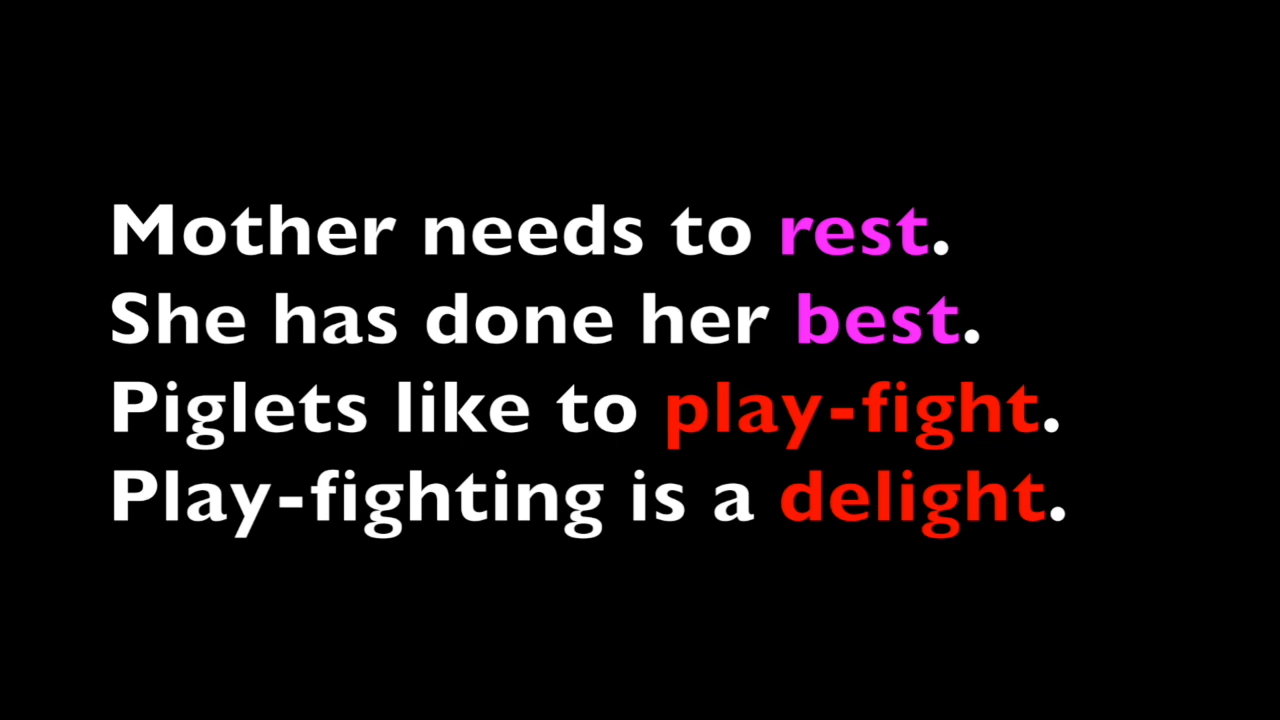 Mother needs to rest.
She has done her best.
Piglets like to play-fight.
Play-fighting is a delight.